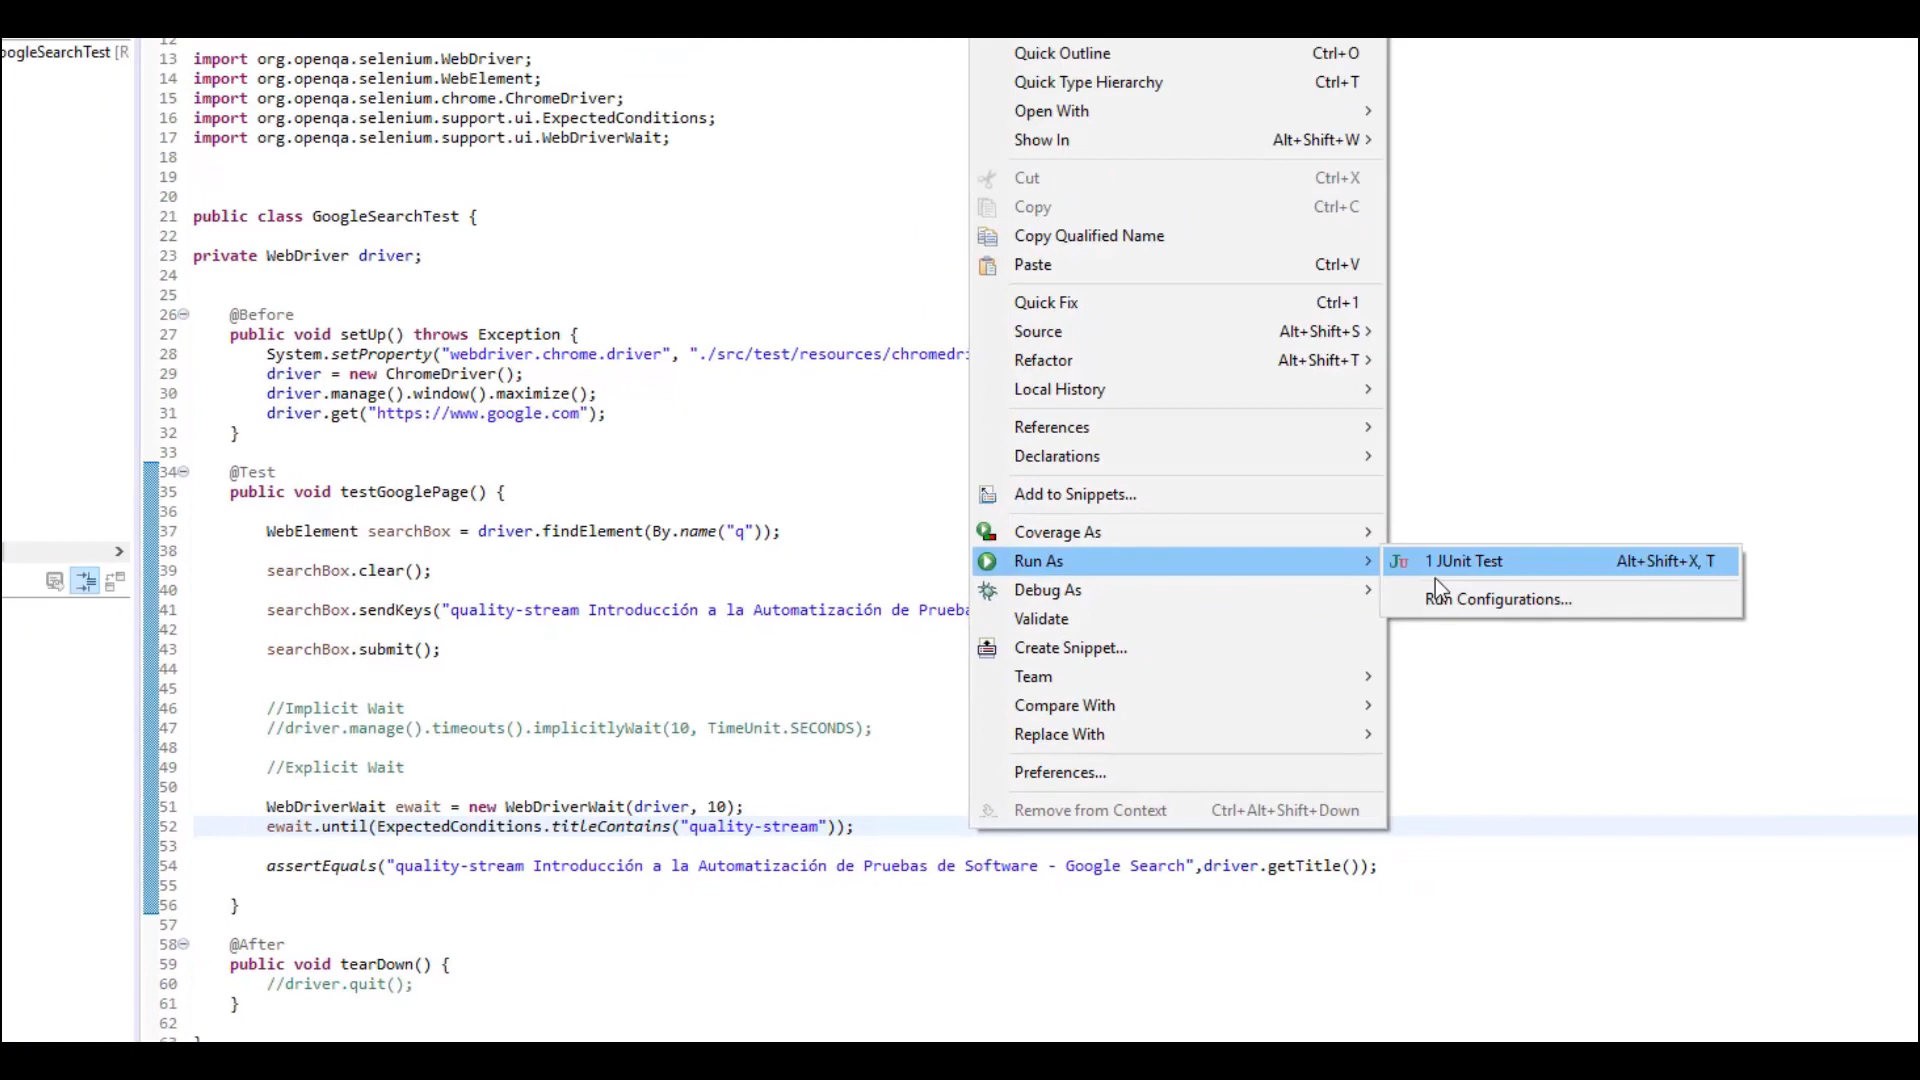 oogleSearchTest [R
12
13 import org.openqa.selenium.WebDriver;
14 import org.openqa.selenium.WebElement;
15 import org.openqa.selenium.chrome.ChromeDriver;
16 import org.openqa.selenium.support.ui.ExpectedConditions;
17 import org.openqa.selenium.support.ui.WebDriverWait;
18
19
20
21 public class GoogleSearchTest {
22
23 private WebDriver driver;
24
25
26 @Before
27 public void setUp() throws Exception {
28 System.setProperty("webdriver.chrome.driver", "./src/test/resources/chromedri
29 driver = new ChromeDriver();
30 driver.manage().window().maximize();
31 driver.get("https://www.google.com");
32 }
33
34 @Test
35 public void testGooglePage() {
36
37 WebElement searchBox = driver.findElement(By.name("q"));
38
39 searchBox.clear();
40
41 searchBox.sendKeys("quality-stream Introducción a la Automatización de Prueba
42
43 searchBox.submit();
44
45
46 //Implicit Wait
47 //driver.manage().timeouts().implicitlyWait(10, TimeUnit.SECONDS);
48
49 //Explicit Wait
50
51 WebDriverWait ewait = new WebDriverWait(driver, 10);
52 ewait.until(ExpectedConditions.titleContains("quality-stream"));
53
54 assertEquals("quality-stream Introducción a la Automatización de Pruebas de Software - Google Search",driver.getTitle());
55
56 }
57
58 @After
59 public void tearDown() {
60 //driver.quit();
61 }
62
63
Quick Outline Ctrl+O
Quick Type Hierarchy Ctrl+T
Open With
Show In Alt+Shift+W
Cut Ctrl+X
Copy Ctrl+C
Copy Qualified Name
Paste Ctrl+V
Quick Fix Ctrl+1
Source Alt+Shift+S
Refactor Alt+Shift+T
Local History
References
Declarations
Add to Snippets...
Coverage As
Run As
Debug As
Validate
Create Snippet...
Team
Compare With
Replace With
Preferences...
Remove from Context Ctrl+Alt+Shift+Down
Ju 1 JUnit Test Alt+Shift+X, T
Run Configurations...